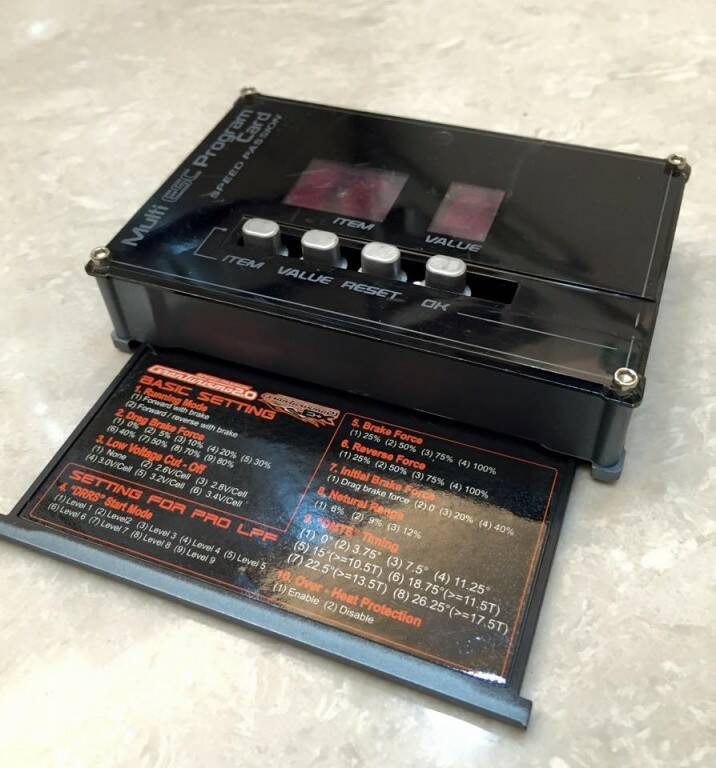 Multi ESC Program
Card
SPEED PASSION
ITEM
VALUE
ITEM VALUE RESET OK
BASIC SETTING
1. Running Mode
(1) Forward with brake
(2) Forward / reverse with brake
2. Drag Brake Force
(1) 0% (2) 5% (3) 10% (4) 20% (5) 30%
(6) 40% (7) 50% (8) 70% (9) 80%
3. Low Voltage Cut - Off
(1) None (2) 2.6V/Cell (3) 2.8V/Cell
(4) 3.0V/Cell (5) 3.2V/Cell (6) 3.4V/Cell
SETTING FOR PRO LPF
4. "DRRS" Start Mode
(1) Level 1 (2) Level2 (3) Level 3 (4) Level 4 (5) Level 5
(6) Level 6 (7) Level 7 (8) Level 8 (9) Level 9
5. Brake Force
(1) 25% (2) 50% (3) 75% (4) 100%
6. Reverse Force
(1) 25% (2) 50% (3) 75% (4) 100%
7. Initial Brake Force
(1) Drag brake force (2) 0 (3) 20% (4) 40%
8. Netural Range
(1) 6% (2) 9% (3) 12%
9. "DMTS" Timing
(1) 0° (2) 3.75° (3) 7.5° (4) 11.25°
(5) 15°(>=10.5T) (6) 18.75°(>=11.5T)
(7) 22.5°(>=13.5T) (8) 26.25°(>=17.5T)
10. Over - Heat Protection
(1) Enable (2) Disable